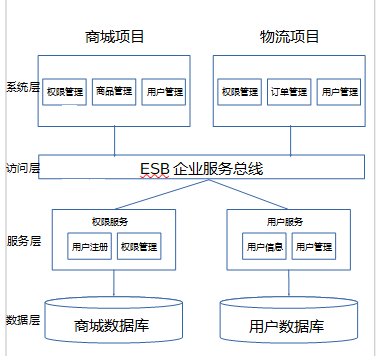 商城项目 物流项目
系统层 权限管理 商品管理 用户管理 权限管理 订单管理 用户管理
访问层 ESB 企业服务总线
权限服务 用户服务
服务层 用户注册 权限管理 用户信息 用户管理
数据层 商城数据库 用户数据库